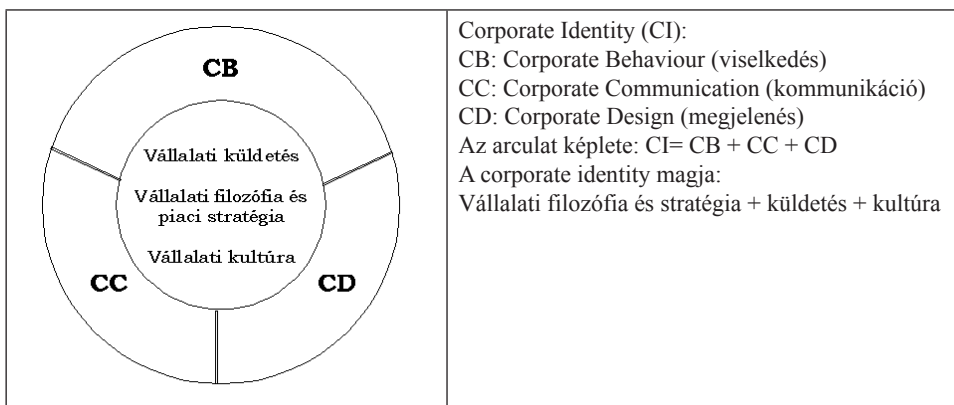 CB
Vállalati küldetés
Vállalati filozófia és
piaci stratégia
Vállalati kultúra
CC
CD
Corporate Identity (CI):
CB: Corporate Behaviour (viselkedés)
CC: Corporate Communication (kommunikáció)
CD: Corporate Design (megjelenés)
Az arculat képlete: CI= CB + CC + CD
A corporate identity magja:
Vállalati filozófia és stratégia + küldetés + kultúra